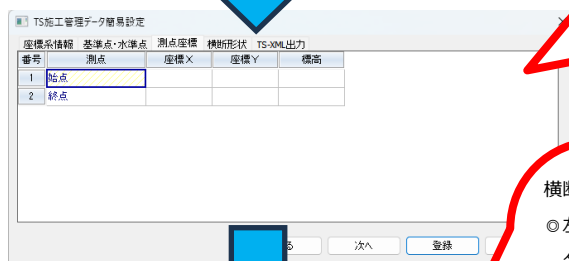 TS施工管理データ簡易設定
座標系情報 基準点・水準点 測点座標 横断形状 TS-XML出力
番号 測点 座標X 座標Y 標高
1 始点
2 終点
横断
◎左
次へ 登録